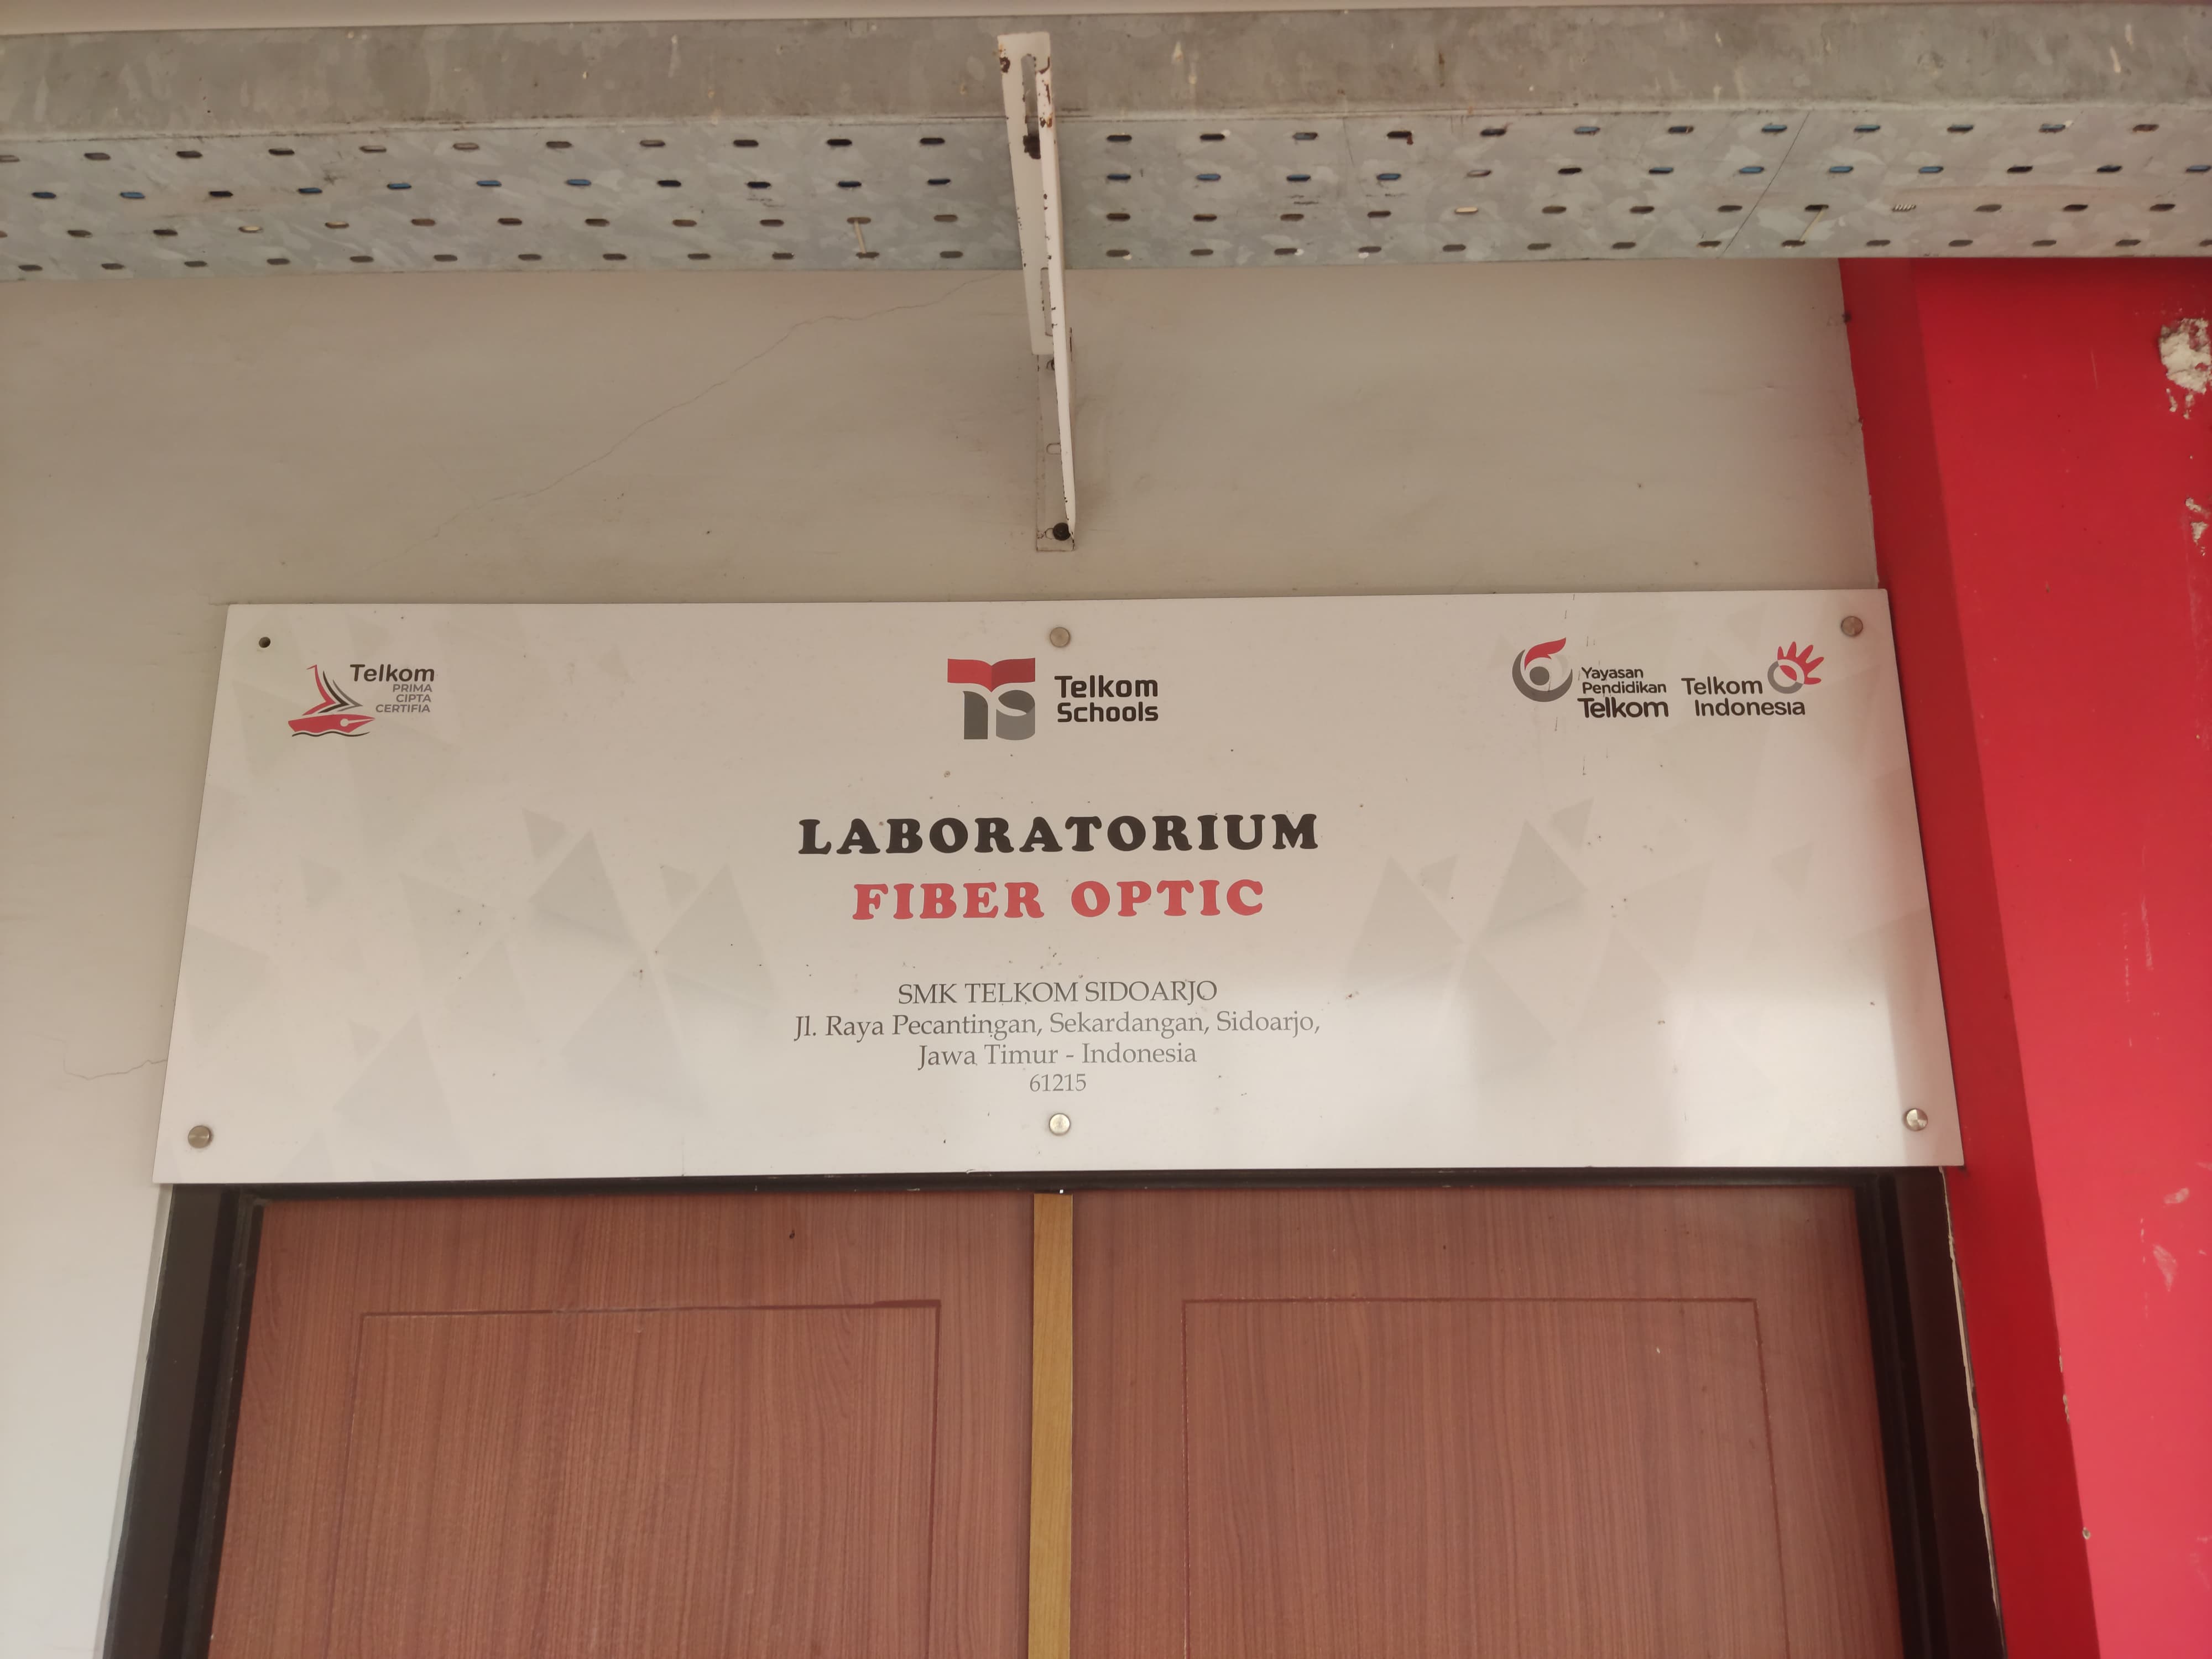 Telkom
PRIMA
CIPTA
CERTIFIA
Telkom
Schools
Yayasan
Pendidikan
Telkom
Telkom
Indonesia
LABORATORIUM
FIBER OPTIC
SMK TELKOM SIDOARJO
Jl. Raya Pecantingan, Sekardangan, Sidoarjo,
Jawa Timur - Indonesia
61215